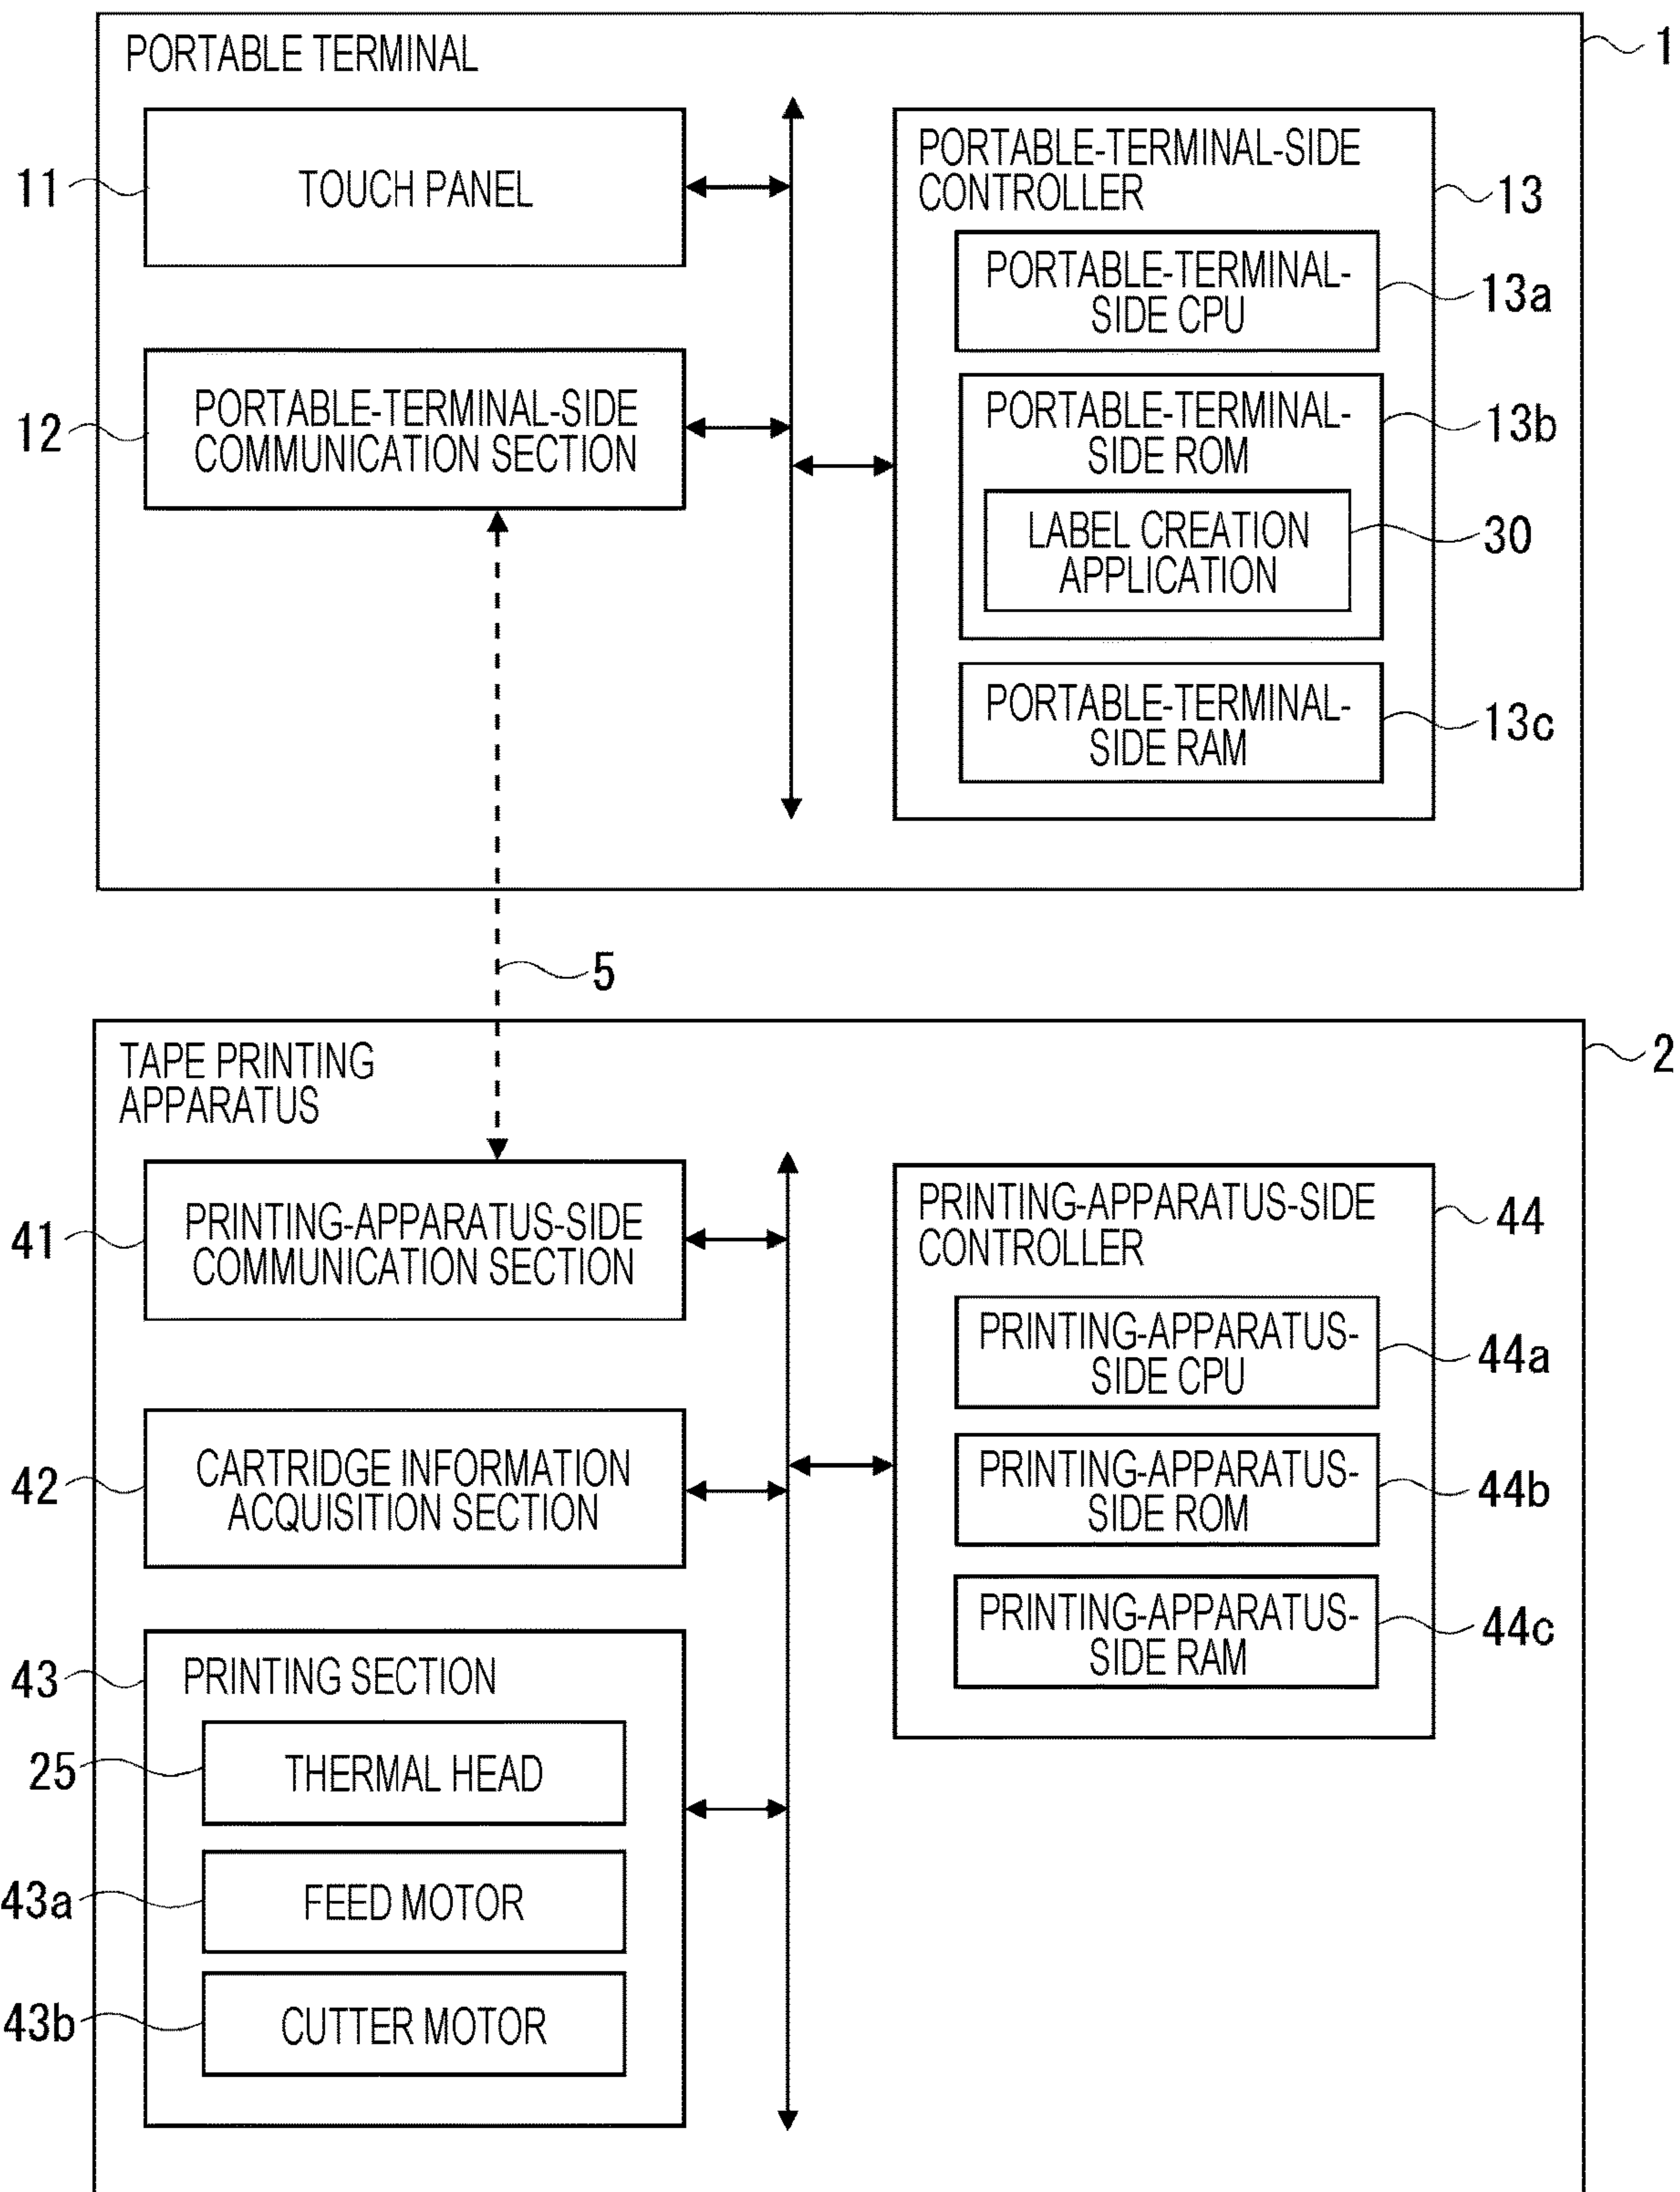 PORTABLE TERMINAL
1
11
TOUCH PANEL
PORTABLE-TERMINAL-SIDE
CONTROLLER
13
PORTABLE-TERMINAL-
SIDE CPU
13a
12
PORTABLE-TERMINAL-SIDE
COMMUNICATION SECTION
PORTABLE-TERMINAL-
SIDE ROM
13b
LABEL CREATION
APPLICATION
30
PORTABLE-TERMINAL-
SIDE RAM
13c
5
TAPE PRINTING
APPARATUS
2
41
PRINTING-APPARATUS-SIDE
COMMUNICATION SECTION
PRINTING-APPARATUS-SIDE
CONTROLLER
44
PRINTING-APPARATUS-
SIDE CPU
44a
42
CARTRIDGE INFORMATION
ACQUISITION SECTION
PRINTING-APPARATUS-
SIDE ROM
44b
PRINTING-APPARATUS-
SIDE RAM
44c
43
PRINTING SECTION
25
THERMAL HEAD
43a
FEED MOTOR
43b
CUTTER MOTOR